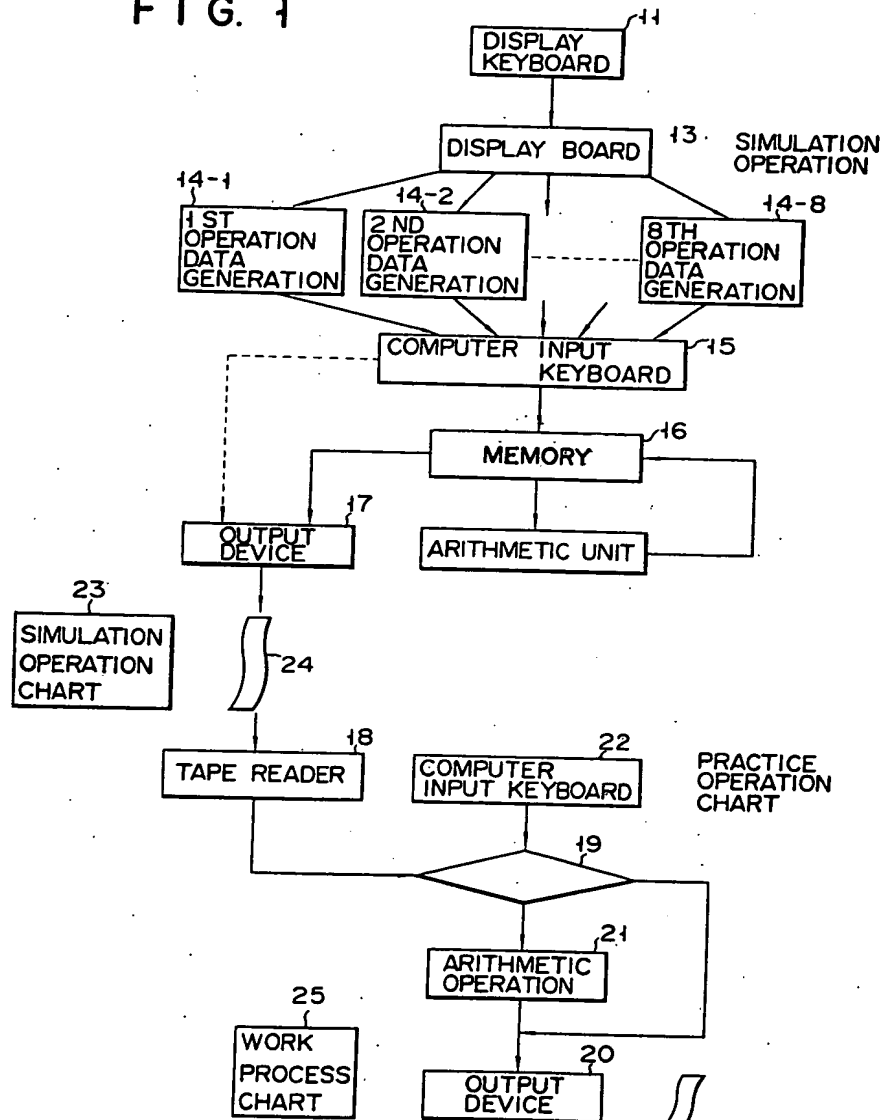 FIG. 1
11
DISPLAY
KEYBOARD
13.
SIMULATION
OPERATION
DISPLAY BOARD
14-1
14-2
14-8
1 ST
OPERATION
DATA
GENERATION
2 ND
OPERATION
DATA
GENERATION
8 TH
OPERATION
DATA
GENERATION
COMPUTER INPUT
KEYBOARD
15
16
MEMORY
17
OUTPUT
DEVICE
ARITHMETIC UNIT
23
SIMULATION
OPERATION
CHART
24
18
TAPE READER
22
COMPUTER
INPUT KEYBOARD
PRACTICE
OPERATION
CHART
19
21
ARITHMETIC
OPERATION
25
WORK
PROCESS
CHART
20
OUTPUT
DEVICE